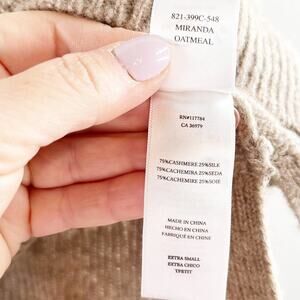 821-399C-548
MIRANDA
OATMEAL
RN#117784
CA 36979
75%CASHMERE 25%SILK
75%CACHEMIRA 25%SEDA
75%CACHEMIRE 25%SOIE
MADE IN CHINA
HECHO EN CHINA
FABRIQUÉ EN CHINE
EXTRA SMALL
EXTRA CHICO
TPETIT